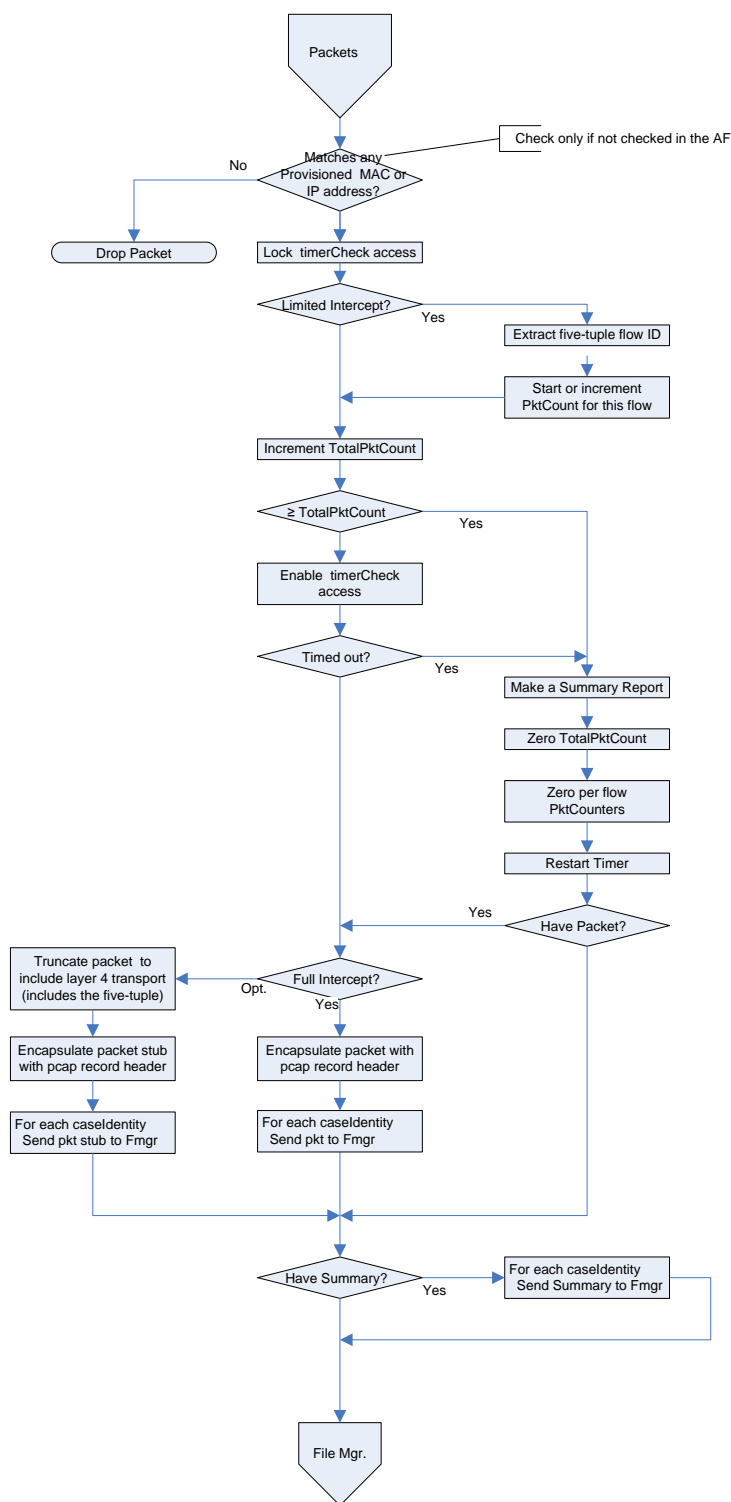 Packets
Check only if not checked in the AF
Matches any
Provisioned MAC or
IP address?
No
Drop Packet
Lock timerCheck access
Limited Intercept?
Yes
Extract five-tuple flow ID
Start or increment
PktCount for this flow
Increment TotalPktCount
≥ TotalPktCount
Yes
Enable timerCheck
access
Timed out?
Yes
Make a Summary Report
Zero TotalPktCount
Zero per flow
PktCounters
Restart Timer
Have Packet?
Yes
Truncate packet to
include layer 4 transport
(includes the five-tuple)
Full Intercept?
Opt.
Yes
Encapsulate packet stub
with pcap record header
Encapsulate packet with
pcap record header
For each caseIdentity
Send pkt stub to Fmgr
For each caseIdentity
Send pkt to Fmgr
Have Summary?
Yes
For each caseIdentity
Send Summary to Fmgr
File Mgr.